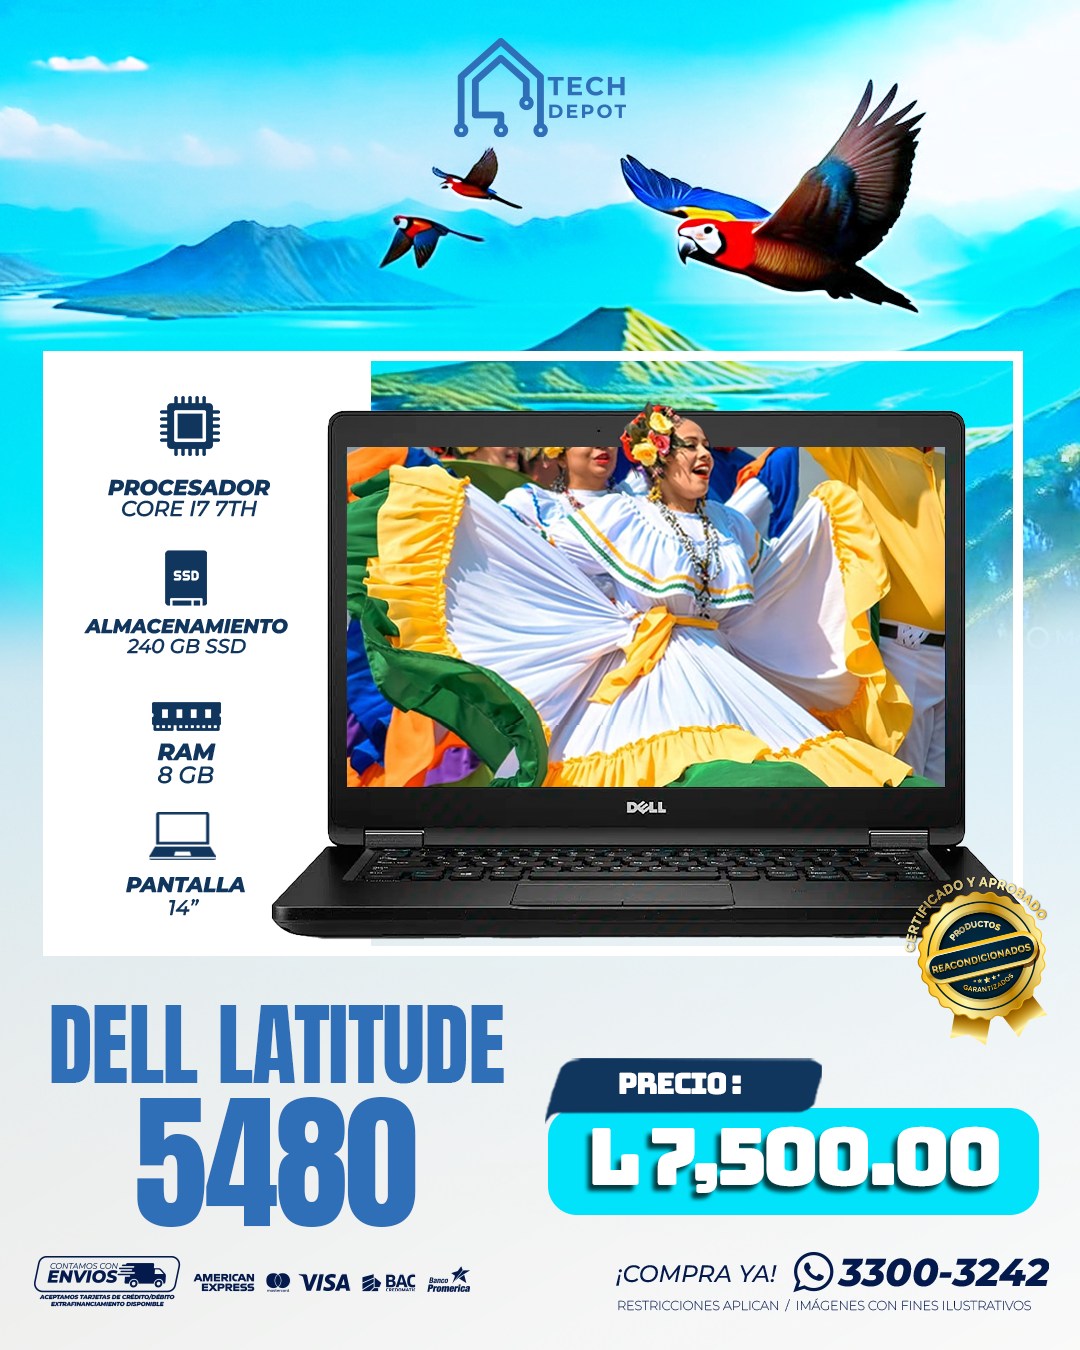 TECH
DEPOT
PROCESADOR
CORE I7 7TH
SSD
ALMACENAMIENTO
240 GB SSD
RAM
8 GB
PANTALLA
14”
DELL
CERTIFICADO Y APROBADO
PRODUCTOS
REACONDICIONADOS
GARANTIZADOS
DELL LATITUDE
5480
PRECIO:
L 7,500.00
CONTAMOS CON
ENVIOS
ACEPTAMOS TARJETAS DE CRÉDITO/DÉBITO
EXTRAFINANCIAMIENTO DISPONIBLE
AMERICAN
EXPRESS
mastercard
VISA
BAC
CREDOMATIC
Banco
Promerica
¡COMPRA YA! 3300-3242
RESTRICCIONES APLICAN / IMÁGENES CON FINES ILUSTRATIVOS